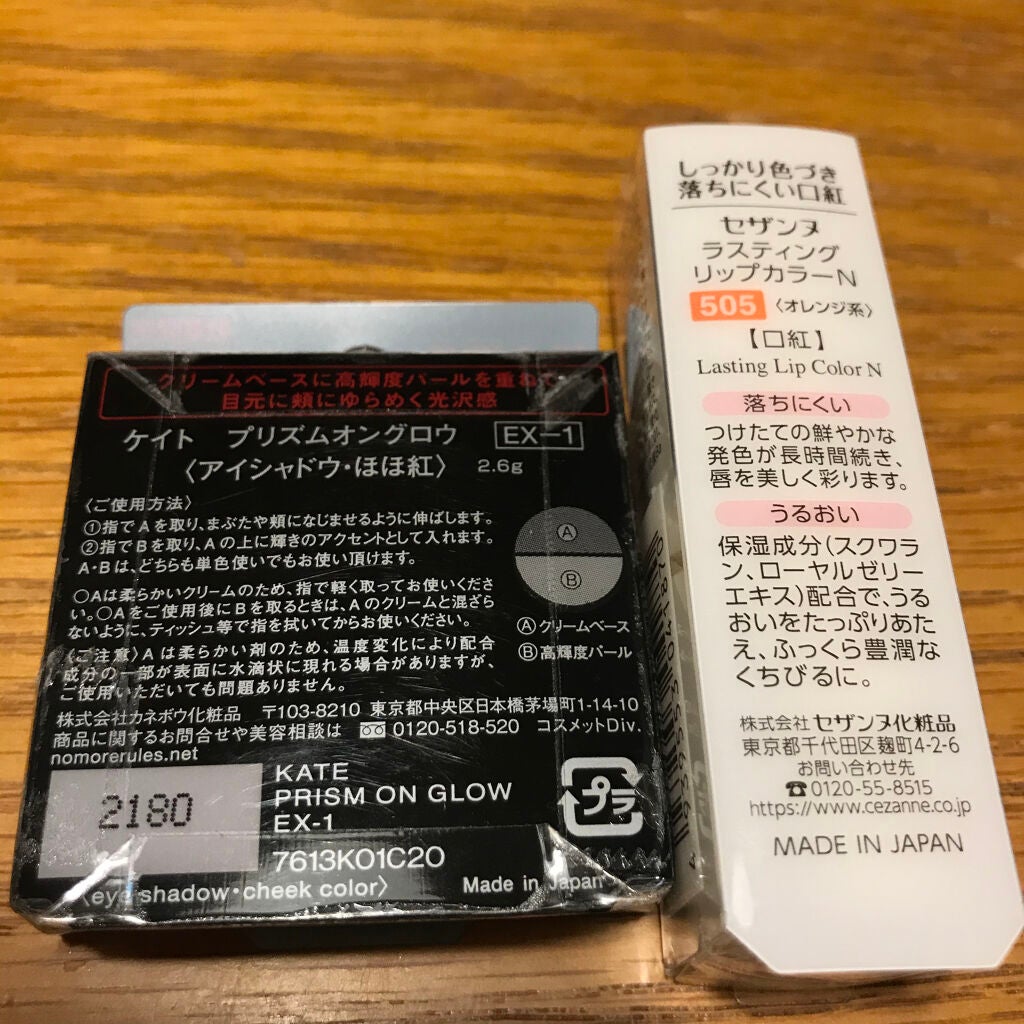 クリームベースに高輝度パールを重ねて
目元に頬にゆらめく光沢感
ケイト プリズムオングロウ EX-1
〈アイシャドウ・ほほ紅〉 2.6g
〈ご使用方法〉
①指でAを取り、まぶたや頬になじませるように伸ばします。
②指でBを取り、Aの上に輝きのアクセントとして入れます。
A・Bは、どちらも単色使いでもお使い頂けます。
○Aは柔らかいクリームのため、指で軽く取ってお使いくださ
い。○Aをご使用後にBを取るときは、Aのクリームと混ざら
ないように、ティッシュ等で指を拭いてからお使いください。
〈ご注意〉Aは柔らかい剤のため、温度変化により配合
成分の一部が表面に水滴状に現れる場合がありますが、
ご使用いただいても問題ありません。
Ⓐ
Ⓑ
Ⓐクリームベース
Ⓑ高輝度パール
株式会社カネボウ化粧品 〒103-8210 東京都中央区日本橋茅場町1-14-10
商品に関するお問合せや美容相談は 0120-518-520 コスメットDiv.
nomorerules.net
2180
KATE
PRISM ON GLOW
EX-1
プラ
7613K01C20
〈eye shadow・cheek color〉 Made in Japan
しっかり色づき
落ちにくい口紅
セザンヌ
ラスティング
リップカラーN
505 〈オレンジ系〉
【口紅】
Lasting Lip Color N
落ちにくい
つけたての鮮やかな
発色が長時間続き、
唇を美しく彩ります。
うるおい
保湿成分(スクワラ
ン、ローヤルゼリー
エキス)配合で、うる
おいをたっぷりあた
え、ふっくら豊潤な
くちびるに。
株式会社 セザンヌ化粧品
東京都千代田区麹町4-2-6
お問い合わせ先
☎0120-55-8515
https://www.cezanne.co.jp
MADE IN JAPAN